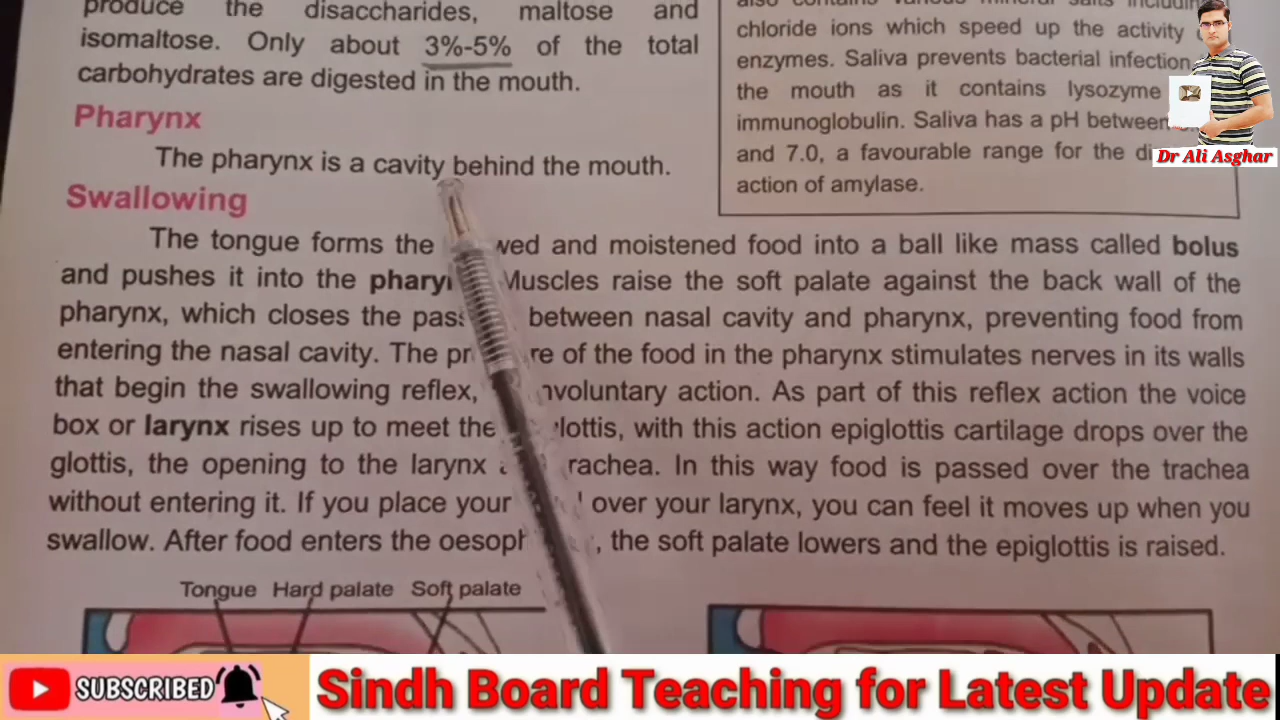 produce the disaccharides, maltose and
isomaltose. Only about 3%-5% of the total
carbohydrates are digested in the mouth.
Pharynx
The pharynx is a cavity behind the mouth.
Swallowing
chloride ions which speed up the activity
enzymes. Saliva prevents bacterial infection
the mouth as it contains lysozyme
immunoglobulin. Saliva has a pH between
and 7.0, a favourable range for the
action of amylase.
Dr Ali Asghar
The tongue forms the and moistened food into a ball like mass called bolus
and pushes it into the Muscles raise the soft palate against the back wall of the
pharynx, which closes the between nasal cavity and pharynx, preventing food from
entering the nasal cavity. The of the food in the pharynx stimulates nerves in its walls
that begin the swallowing reflex, action. As part of this reflex action the voice
box or larynx rises up to meet the with this action epiglottis cartilage drops over the
glottis, the opening to the larynx In this way food is passed over the trachea
without entering it. If you place your over your larynx, you can feel it moves up when you
swallow. After food enters the the soft palate lowers and the epiglottis is raised.
Tongue Hard palate Soft palate
SUBSCRIBED
Sindh Board Teaching for Latest Update